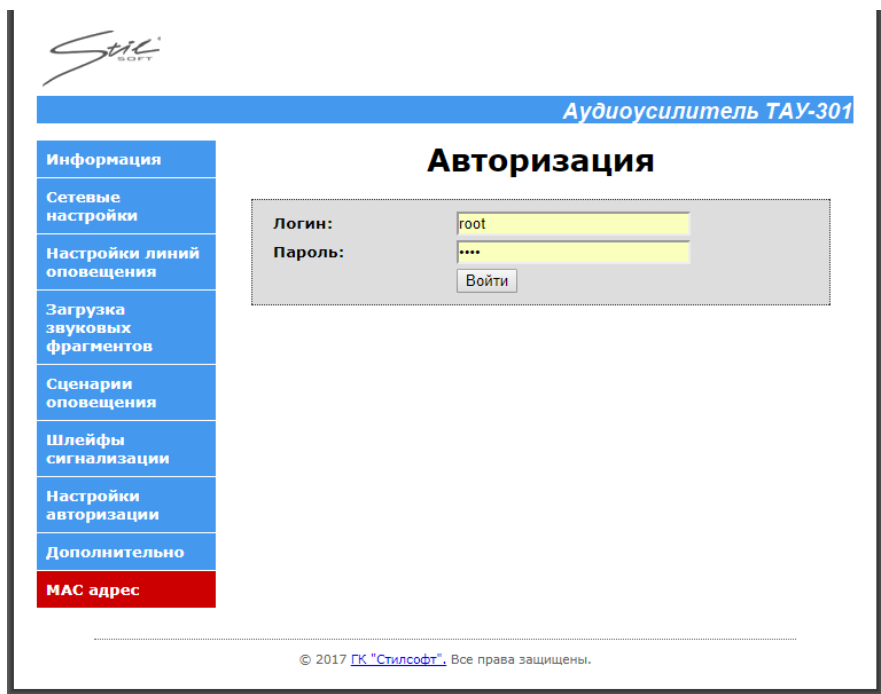 Stil
SOFT
Аудиоусилитель ТАУ-301
Информация
Сетевые
настройки
Настройки линий
оповещения
Загрузка
звуковых
фрагментов
Сценарии
оповещения
Шлейфы
сигнализации
Настройки
авторизации
Дополнительно
MAC адрес
Авторизация
Логин: root
Пароль: ••••
Войти
© 2017 ГК "Стилсофт". Все права защищены.